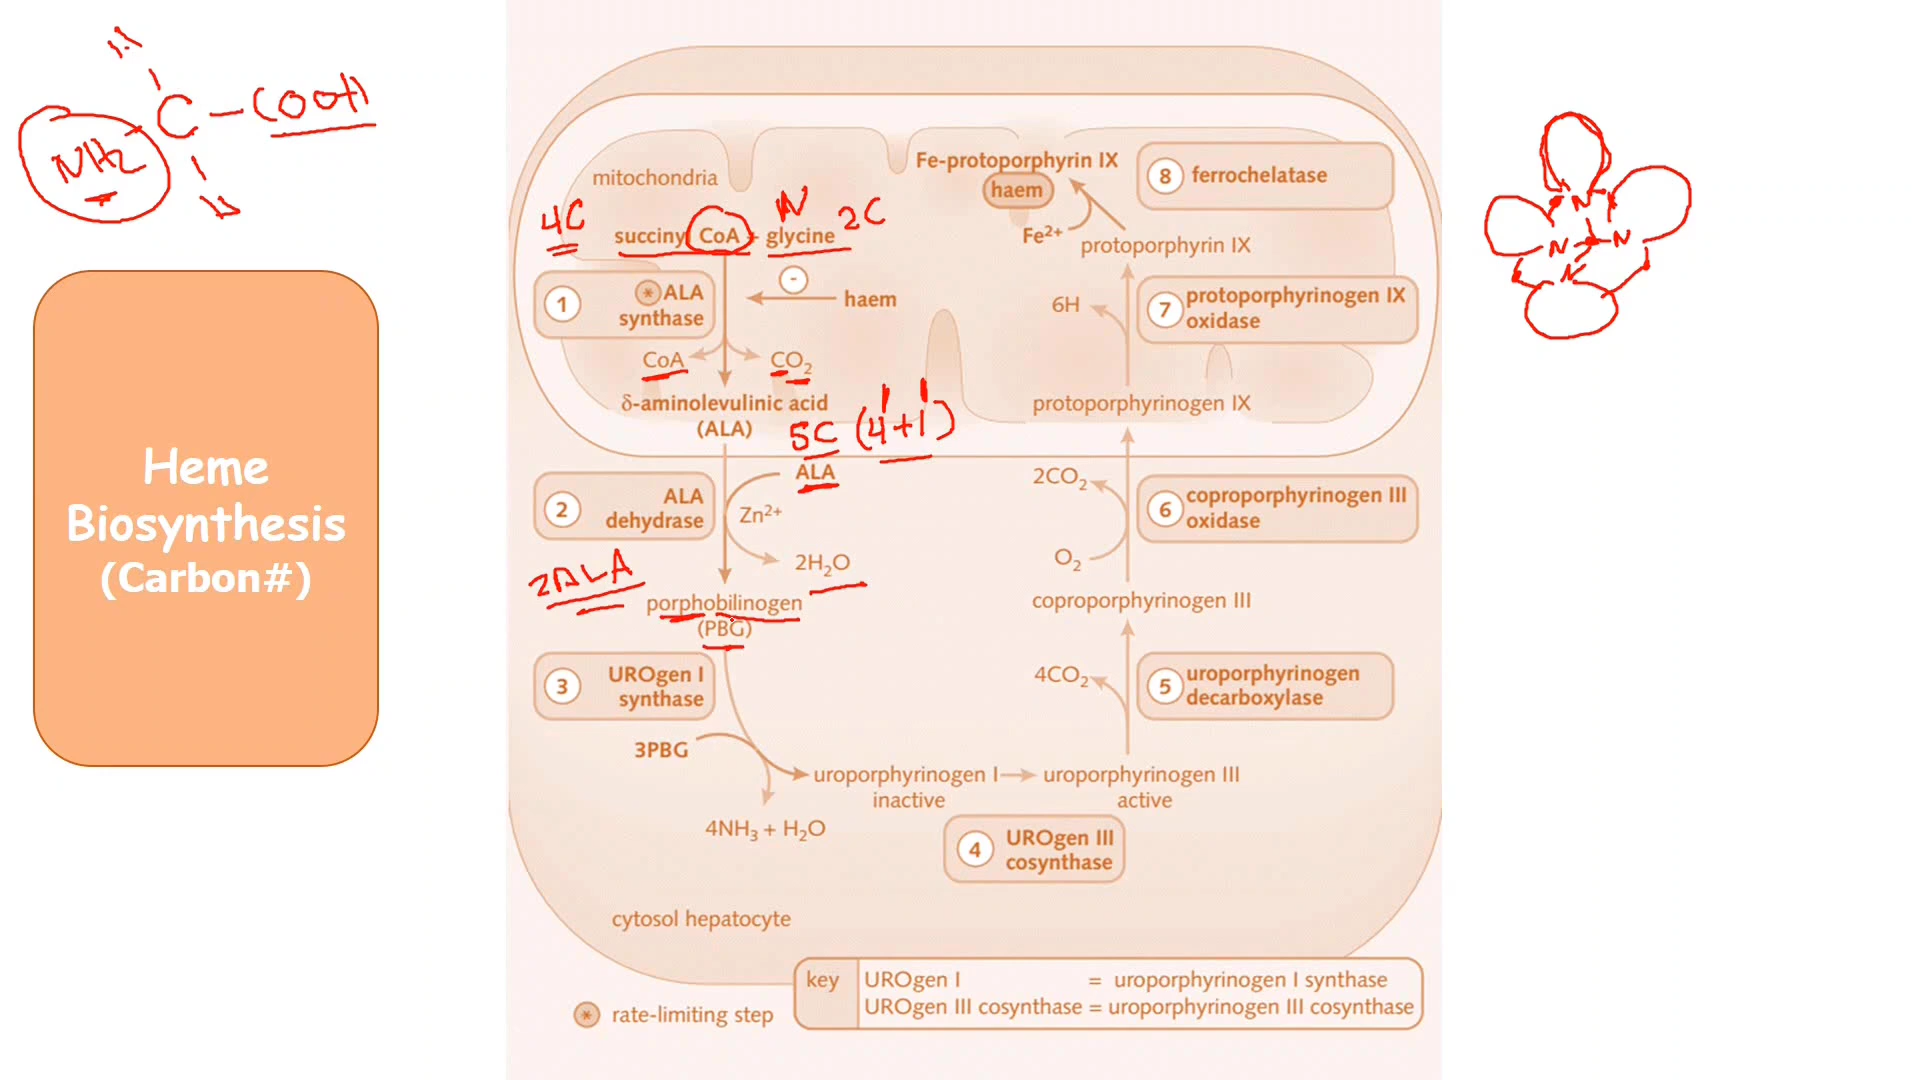 H
NH2 - C - COOH
H
Heme
Biosynthesis
(Carbon#)
mitochondria
4C
N
2C
succinyl CoA + glycine
1 * ALA
synthase
-
haem
CoA
CO2
δ-aminolevulinic acid
(ALA)
5C (4+1)
ALA
2 ALA
dehydrase
Zn2+
2H2O
2ALA
porphobilinogen
(PBG)
3 UROgen I
synthase
3PBG
4NH3 + H2O
uroporphyrinogen I
inactive
uroporphyrinogen III
active
4 UROgen III
cosynthase
5 uroporphyrinogen
decarboxylase
4CO2
coproporphyrinogen III
6 coproporphyrinogen III
oxidase
2CO2
O2
protoporphyrinogen IX
7 protoporphyrinogen IX
oxidase
6H
protoporphyrin IX
8 ferrochelatase
Fe2+
Fe-protoporphyrin IX
haem
N
N N
N
cytosol hepatocyte
* rate-limiting step
key
UROgen I = uroporphyrinogen I synthase
UROgen III cosynthase = uroporphyrinogen III cosynthase